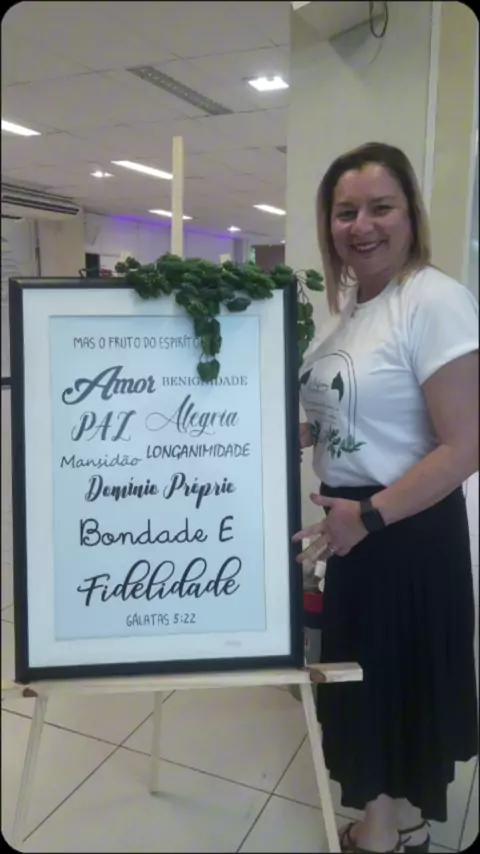 MAS O FRUTO DO ESPÍRITO
Amor BENIGNIDADE
PAZ Alegria
Mansidão LONGANIMIDADE
Domínio Próprio
Bondade E
Fidelidade
GÁLATAS 5:22